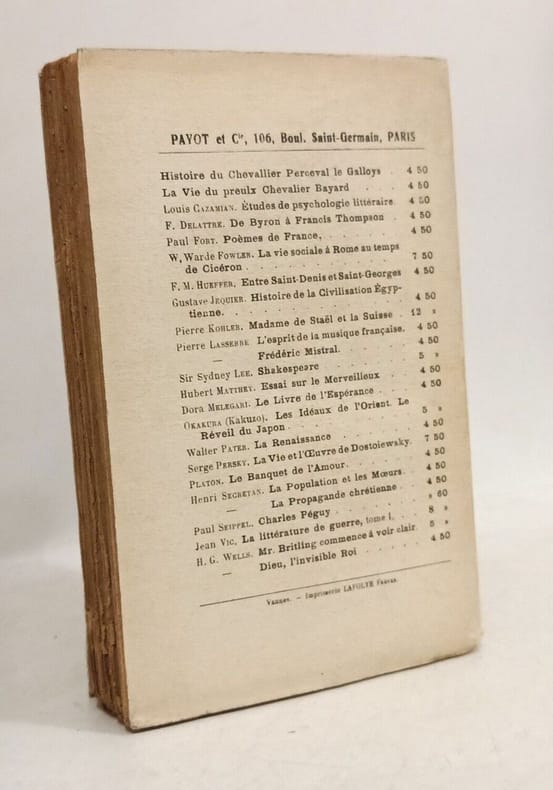 PAYOT et Cie, 106, Boul. Saint-Germain, PARIS
Histoire du Chevallier Perceval le Galloys . 4 50
La Vie du preulx Chevalier Bayard . . . 4 50
Louis CAZAMIAN. Études de psychologie littéraire 4 50
F. DELATTRE. De Byron à Francis Thompson . 4 50
Paul FORT. Poèmes de France. . . . . 4 50
W. Warde FOWLER. La vie sociale à Rome au temps
de Cicéron . . . . . . . . 7 50
F. M. HUEFFER. Entre Saint-Denis et Saint-Georges 4 50
Gustave JEQUIER. Histoire de la Civilisation Égyp-
tienne. . . . . . . . . 4 50
Pierre KOHLER. Madame de Staël et la Suisse . 12 »
Pierre LASSERRE L'esprit de la musique française. 4 50
— Frédéric Mistral. . . . . 4 50
Sir Sydney LEE. Shakespeare . . . . 5 »
Hubert MATTHEY. Essai sur le Merveilleux . . 4 50
Dora MELEGARI. Le Livre de l'Espérance . . 4 50
OKAKURA (Kakuzo). Les Idéaux de l'Orient. Le
Réveil du Japon . . . . . . . 5 »
Walter PATER. La Renaissance . . . . 4 50
Serge PERSKY. La Vie et l'Œuvre de Dostoïewsky. 7 50
PLATON. Le Banquet de l'Amour. . . . . 4 50
Henri SECRETAN. La Population et les Mœurs. 4 50
— La Propagande chrétienne . 4 50
Paul SEIPPEL. Charles Péguy . . . . » 60
Jean VIC. La littérature de guerre, tome I. . . 8 »
H. G. WELLS. Mr. Britling commence à voir clair. 5 »
— Dieu, l'invisible Roi . . . . . 4 50
Vannes. — Imprimerie LAFOLYE Frères.